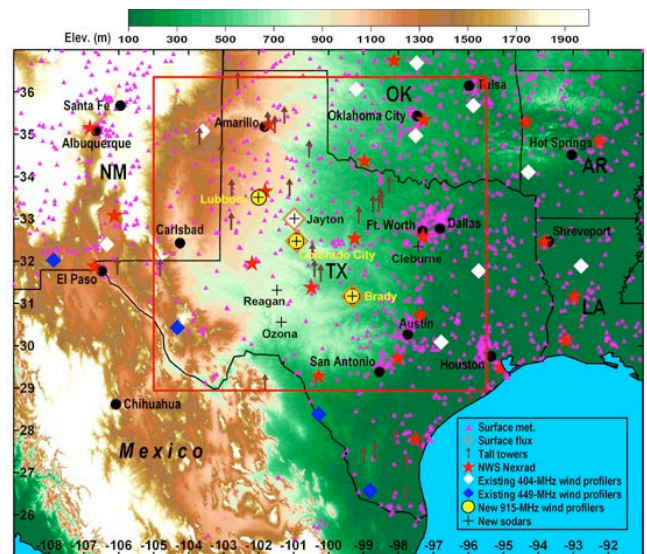 Elev. (m)
100 300 500 700 900 1100 1300 1500 1700 1900
36
35
34
33
32
31
30
29
28
27
26
Santa Fe
Albuquerque
NM
Amarillo
OK
Oklahoma City
Tulsa
Hot Springs
AR
Lubbock
Jayton
Carlsbad
Colorado City
Ft. Worth
Dallas
Cleburne
Shreveport
El Paso
TX
Reagan
Brady
LA
Ozona
Austin
San Antonio
Houston
Chihuahua
Mexico
Surface met.
Surface flux
Tall towers
NWS Nexrad
Existing 404-MHz wind profilers
Existing 449-MHz wind profilers
New 915-MHz wind profilers
New sodars
-108 -107 -106 -105 -104 -103 -102 -101 -100 -99 -98 -97 -96 -95 -94 -93 -92